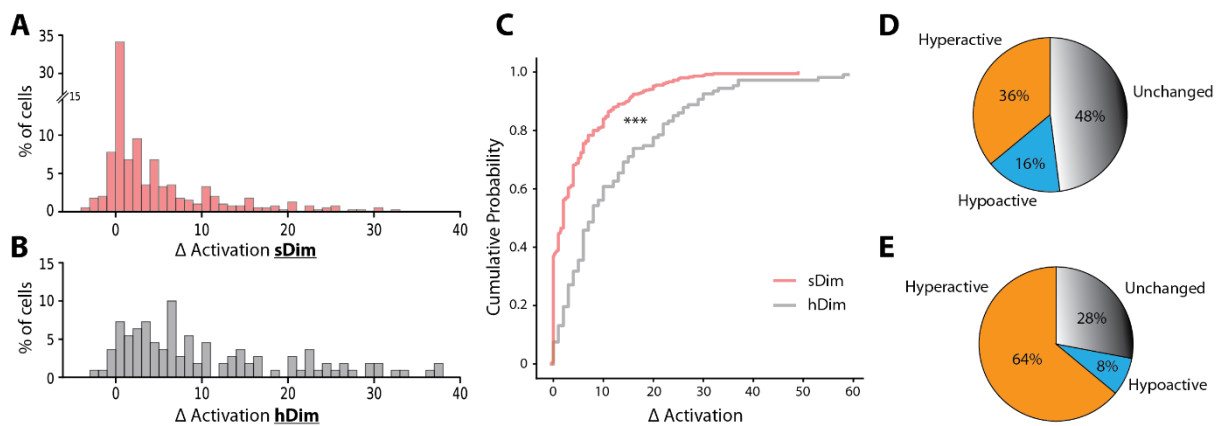 A
% of cells
35
30
15
10
5
0
0
10
20
30
40
Δ Activation sDim
B
% of cells
15
10
5
0
0
10
20
30
40
Δ Activation hDim
C
Cumulative Probability
1.0
0.8
0.6
0.4
0.2
0
***
sDim
hDim
0
10
20
30
40
50
60
Δ Activation
D
Hyperactive
36%
Unchanged
48%
16%
Hypoactive
E
Hyperactive
Unchanged
28%
64%
8%
Hypoactive